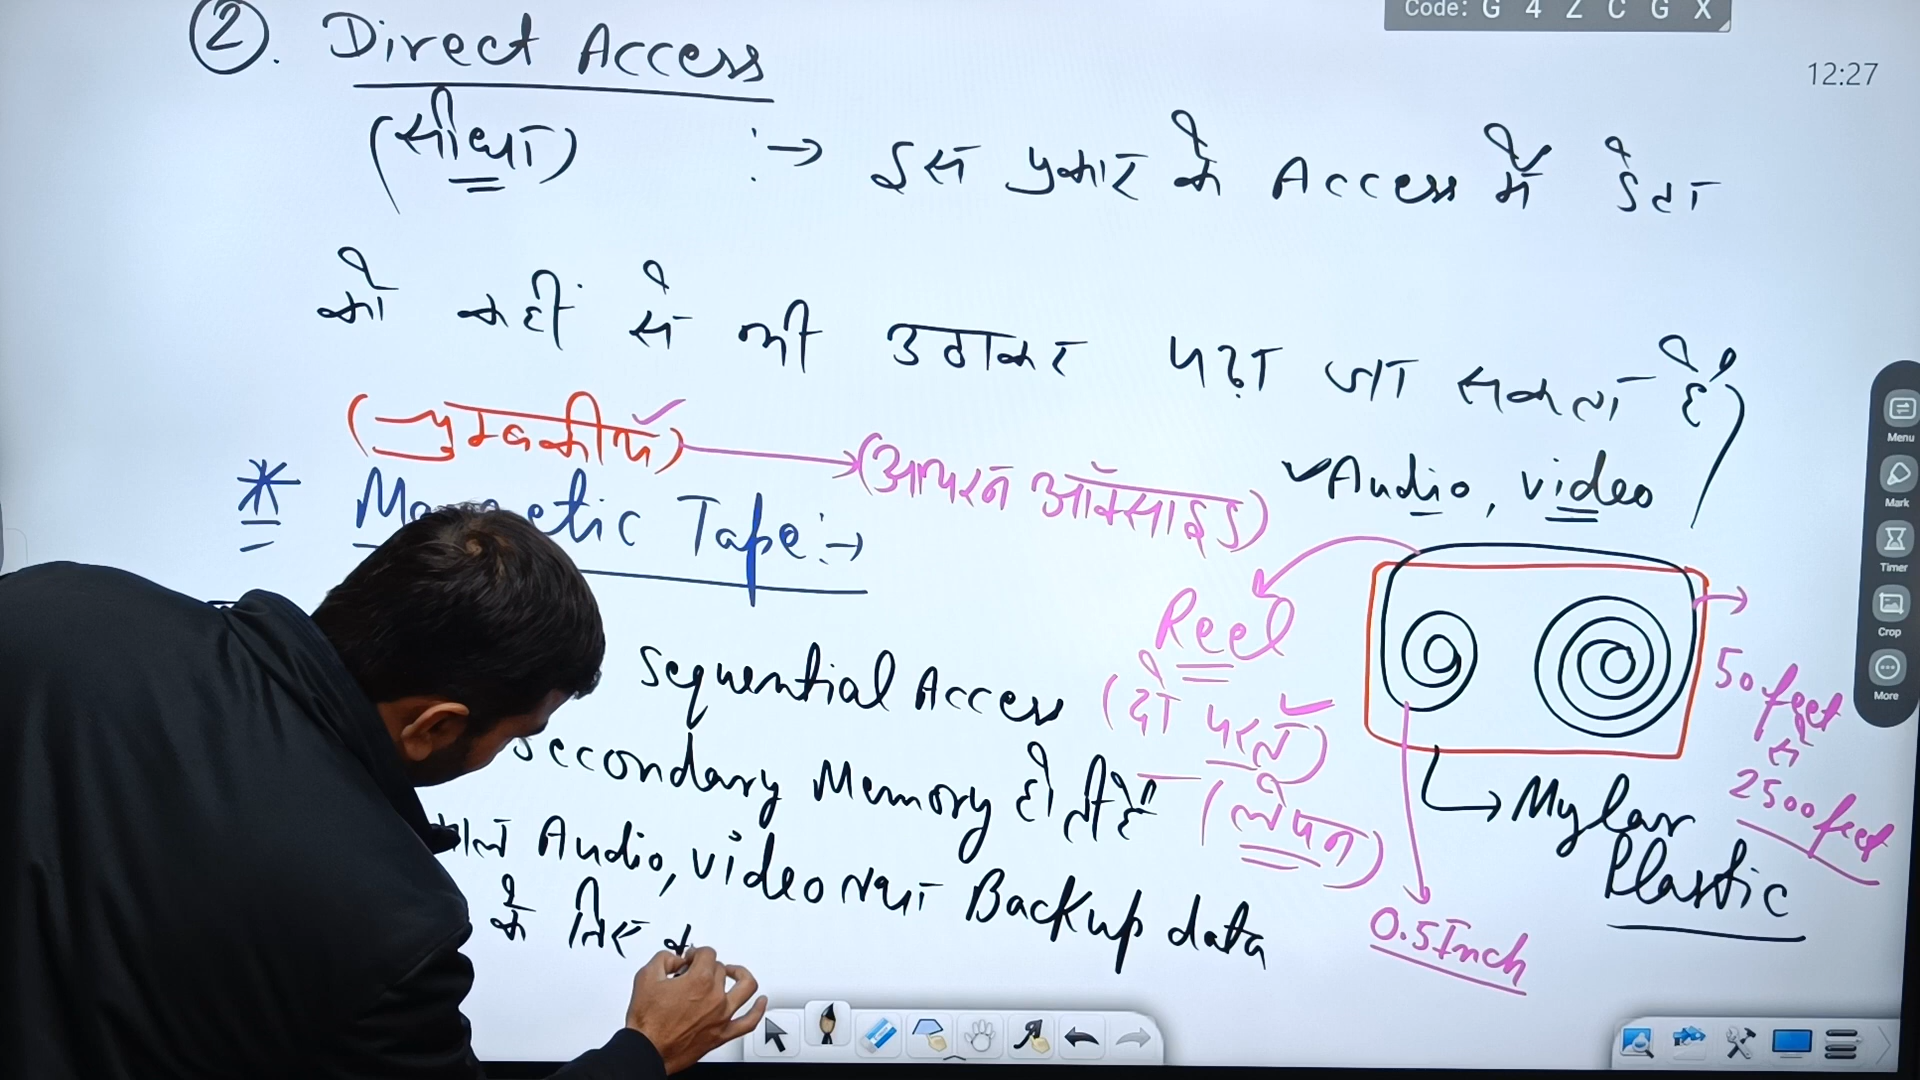 Code: G 4 Z C G X
12:27
②. Direct Access
(सीधा) :→ इस प्रकार के Access में डेटा
को कहीं से भी उठाकर पढ़ा जा सकता है
(चुम्बकीय) → (आयरन ऑक्साइड)
✓Audio, video
* Magnetic Tape:→
Reel
(दो परतें)
(लेपन)
50 feet
से
2500 feet
Mylar
Plastic
0.5 Inch
Sequential Access
Secondary Memory होती है
Audio, video तथा Backup data
के लिए
Menu
Mark
Timer
Crop
More